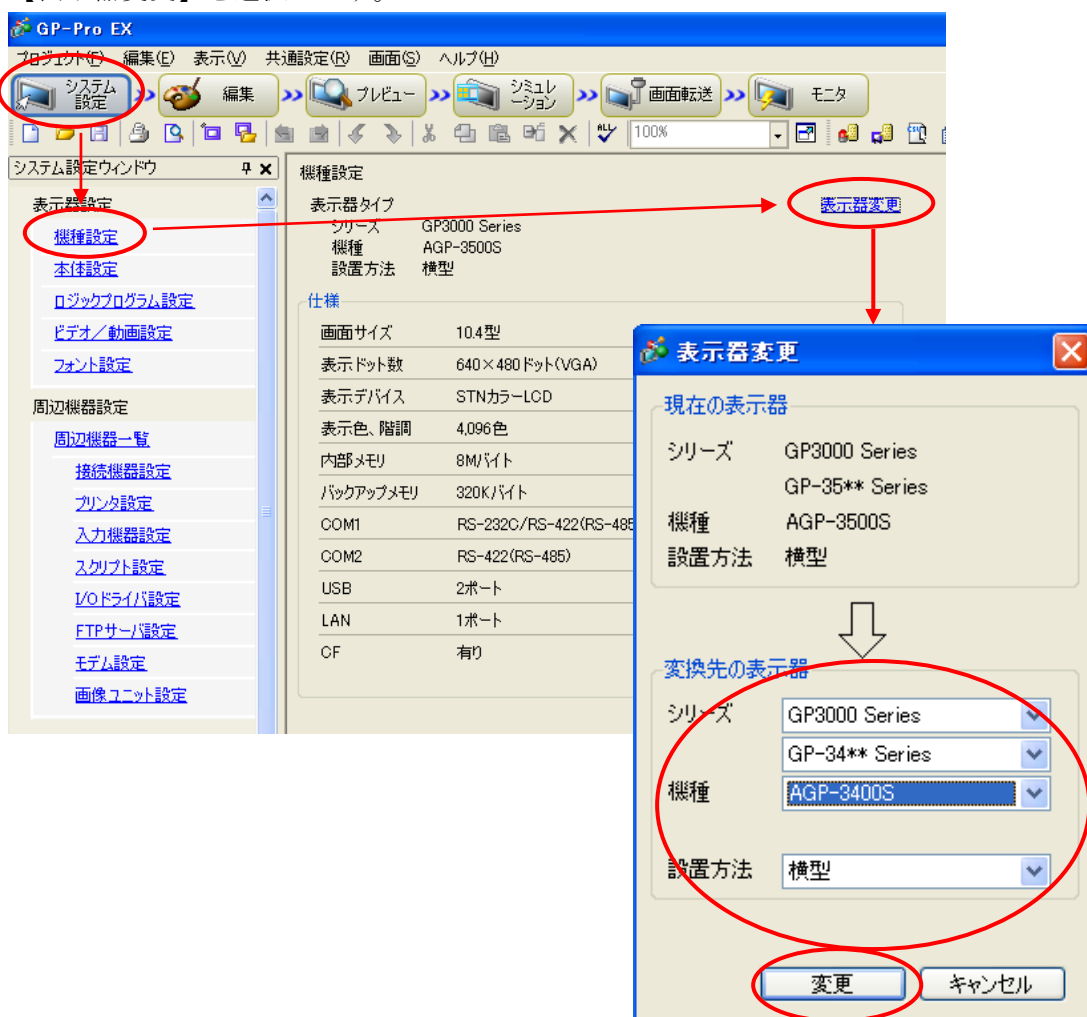 GP-Pro EX
プロジェクト(F) 編集(E) 表示(V) 共通設定(R) 画面(S) ヘルプ(H)
システム設定 編集 プレビュー シミュレーション 画面転送 モニタ
100%
システム設定ウィンドウ
表示器設定
機種設定
本体設定
ロジックプログラム設定
ビデオ／動画設定
フォント設定
周辺機器設定
周辺機器一覧
接続機器設定
プリンタ設定
入力機器設定
スクリプト設定
I/Oドライバ設定
FTPサーバ設定
モデム設定
画像ユニット設定
機種設定
表示器タイプ
表示器変更
シリーズ GP3000 Series
機種 AGP-3500S
設置方法 横型
仕様
画面サイズ 10.4型
表示ドット数 640×480ドット(VGA)
表示デバイス STNカラーLCD
表示色、階調 4,096色
内部メモリ 8Mバイト
バックアップメモリ 320Kバイト
COM1 RS-232C/RS-422(RS-485
COM2 RS-422(RS-485)
USB 2ポート
LAN 1ポート
CF 有り
表示器変更
現在の表示器
シリーズ GP3000 Series
GP-35** Series
機種 AGP-3500S
設置方法 横型
変換先の表示器
シリーズ GP3000 Series
GP-34** Series
機種 AGP-3400S
設置方法 横型
変更 キャンセル